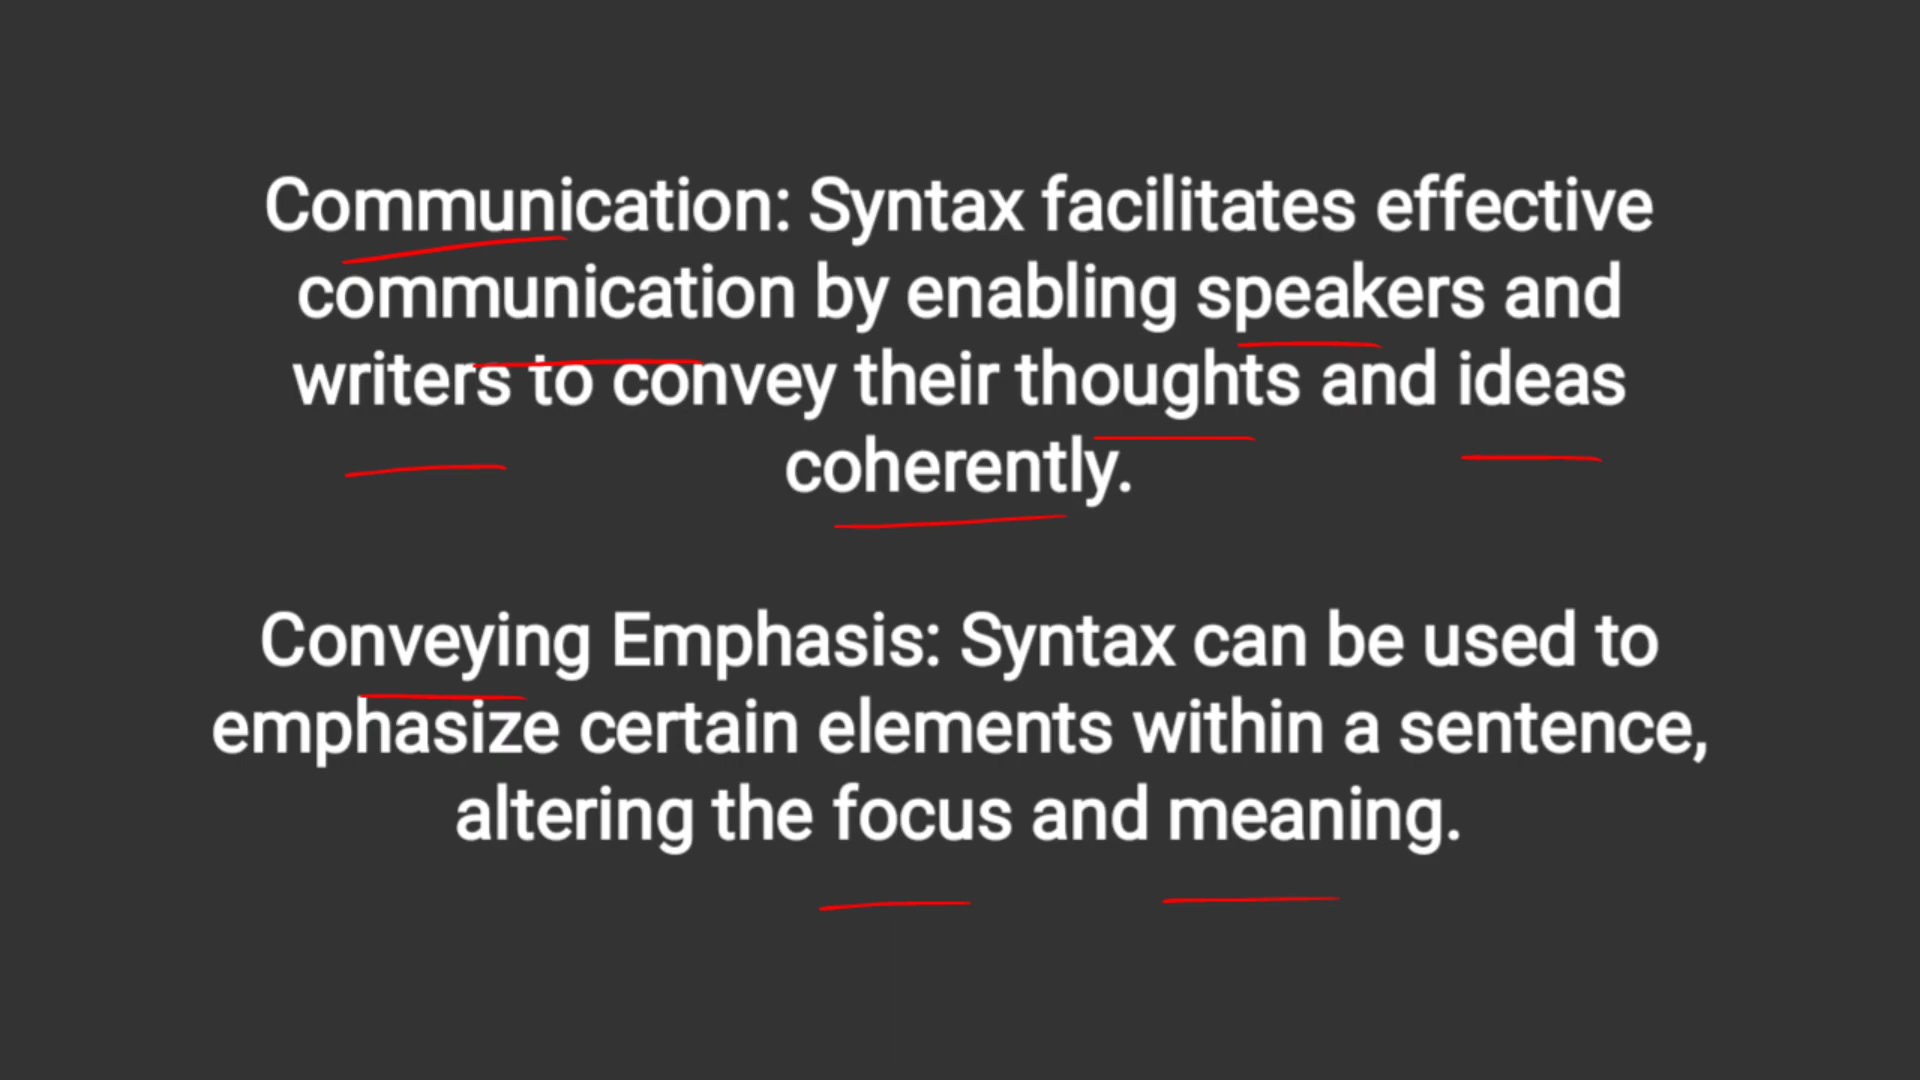 Communication: Syntax facilitates effective
communication by enabling speakers and
writers to convey their thoughts and ideas
coherently.
Conveying Emphasis: Syntax can be used to
emphasize certain elements within a sentence,
altering the focus and meaning.